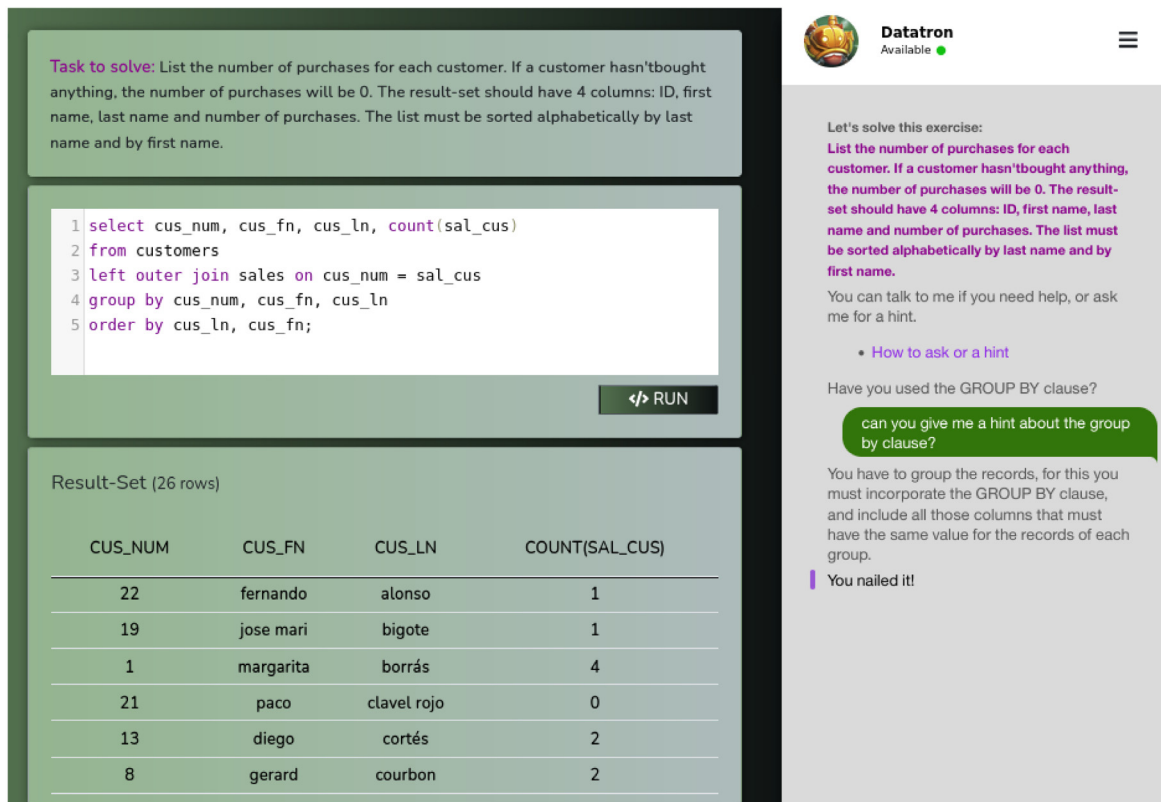 Task to solve: List the number of purchases for each customer. If a customer hasn'tbought
anything, the number of purchases will be 0. The result-set should have 4 columns: ID, first
name, last name and number of purchases. The list must be sorted alphabetically by last
name and by first name.
1 select cus_num, cus_fn, cus_ln, count(sal_cus)
2 from customers
3 left outer join sales on cus_num = sal_cus
4 group by cus_num, cus_fn, cus_ln
5 order by cus_ln, cus_fn;
</> RUN
Result-Set (26 rows)
CUS_NUM CUS_FN CUS_LN COUNT(SAL_CUS)
22 fernando alonso 1
19 jose mari bigote 1
1 margarita borrás 4
21 paco clavel rojo 0
13 diego cortés 2
8 gerard courbon 2
Datatron
Available
Let's solve this exercise:
List the number of purchases for each
customer. If a customer hasn'tbought anything,
the number of purchases will be 0. The result-
set should have 4 columns: ID, first name, last
name and number of purchases. The list must
be sorted alphabetically by last name and by
first name.
You can talk to me if you need help, or ask
me for a hint.
• How to ask or a hint
Have you used the GROUP BY clause?
can you give me a hint about the group
by clause?
You have to group the records, for this you
must incorporate the GROUP BY clause,
and include all those columns that must
have the same value for the records of each
group.
You nailed it!